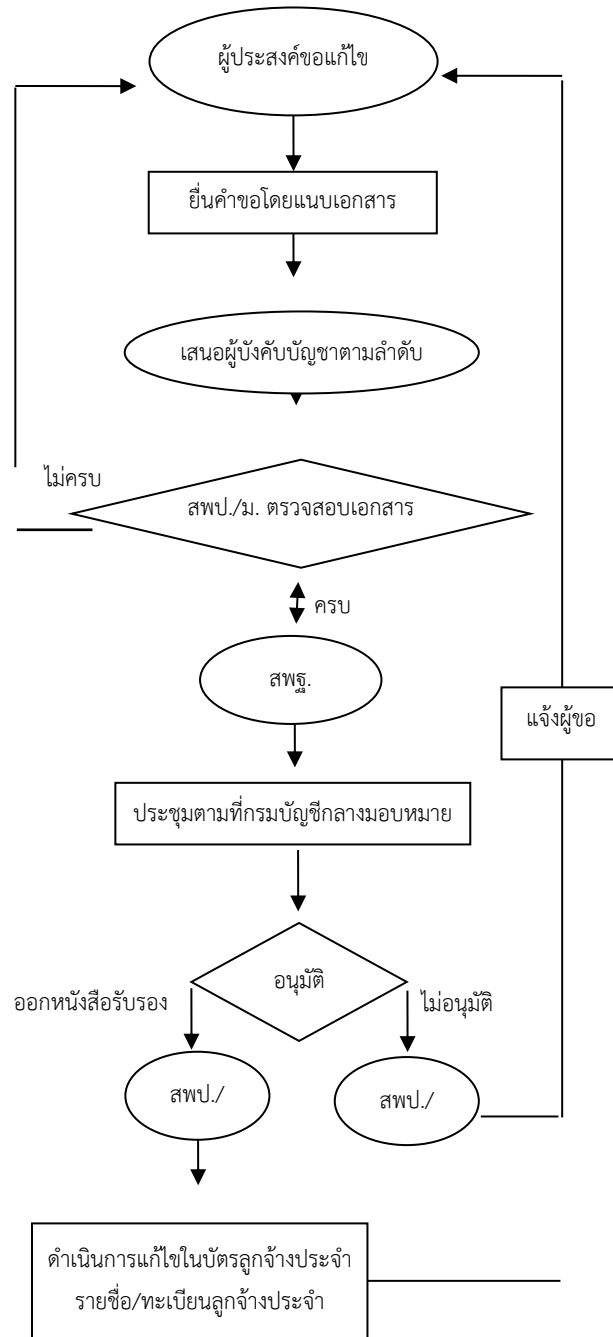 ผู้ประสงค์ขอแก้ไข
ยื่นคำขอโดยแนบเอกสาร
เสนอผู้บังคับบัญชาตามลำดับ
ไม่ครบ
สพป./ม. ตรวจสอบเอกสาร
ครบ
สพฐ.
แจ้งผู้ขอ
ประชุมตามที่กรมบัญชีกลางมอบหมาย
อนุมัติ
ออกหนังสือรับรอง
ไม่อนุมัติ
สพป./
สพป./
ดำเนินการแก้ไขในบัตรลูกจ้างประจำ
รายชื่อ/ทะเบียนลูกจ้างประจำ